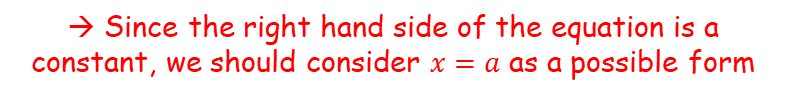 → Since the right hand side of the equation is a
constant, we should consider x = a as a possible form